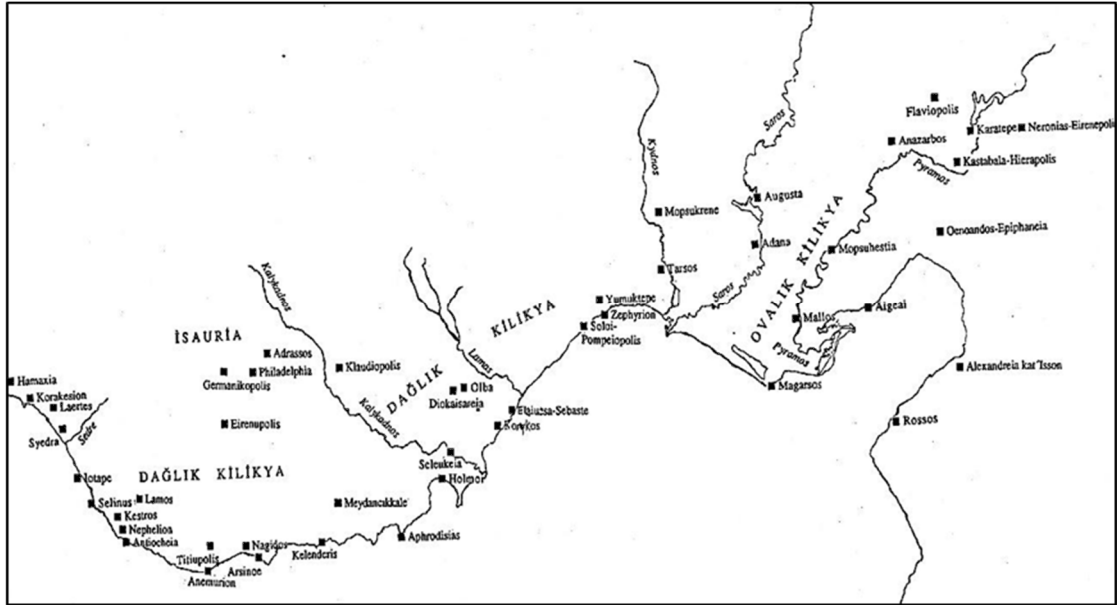 Flaviopolis
Karatepe
Neronias-Eirenepolis
Anazarbos
Kastabala-Hierapolis
Pyramos
Saros
Kydnos
Augusta
Mopsukrene
Adana
Mopsuhestia
Oenoandos-Epiphaneia
Tarsos
Saros
OVALIK KİLİKYA
Kalykadnos
Yumuktepe
Zephyrion
Soloi-
Pompeiopolis
Aigeai
Mallos
Pyramos
Magarsos
Alexandreia kat'Isson
Rossos
İSAURIA
KİLİKYA
DAĞLIK
Adrassos
Philadelphia
Germanikopolis
Klaudiopolis
Lamas
Olba
Diokaisareia
Hamaxia
Korakesion
Laertes
Syedra
Sedre
Eirenupolis
Kalykadnos
Elaiuzsa-Sebaste
Korykos
Seleukeia
Holmoi
DAĞLIK KİLİKYA
Iotape
Selinus
Lamos
Kestros
Nephelion
Antiocheia
Meydancıkkale
Titiupolis
Nagidos
Anemurion
Arsinoe
Kelenderis
Aphrodisias